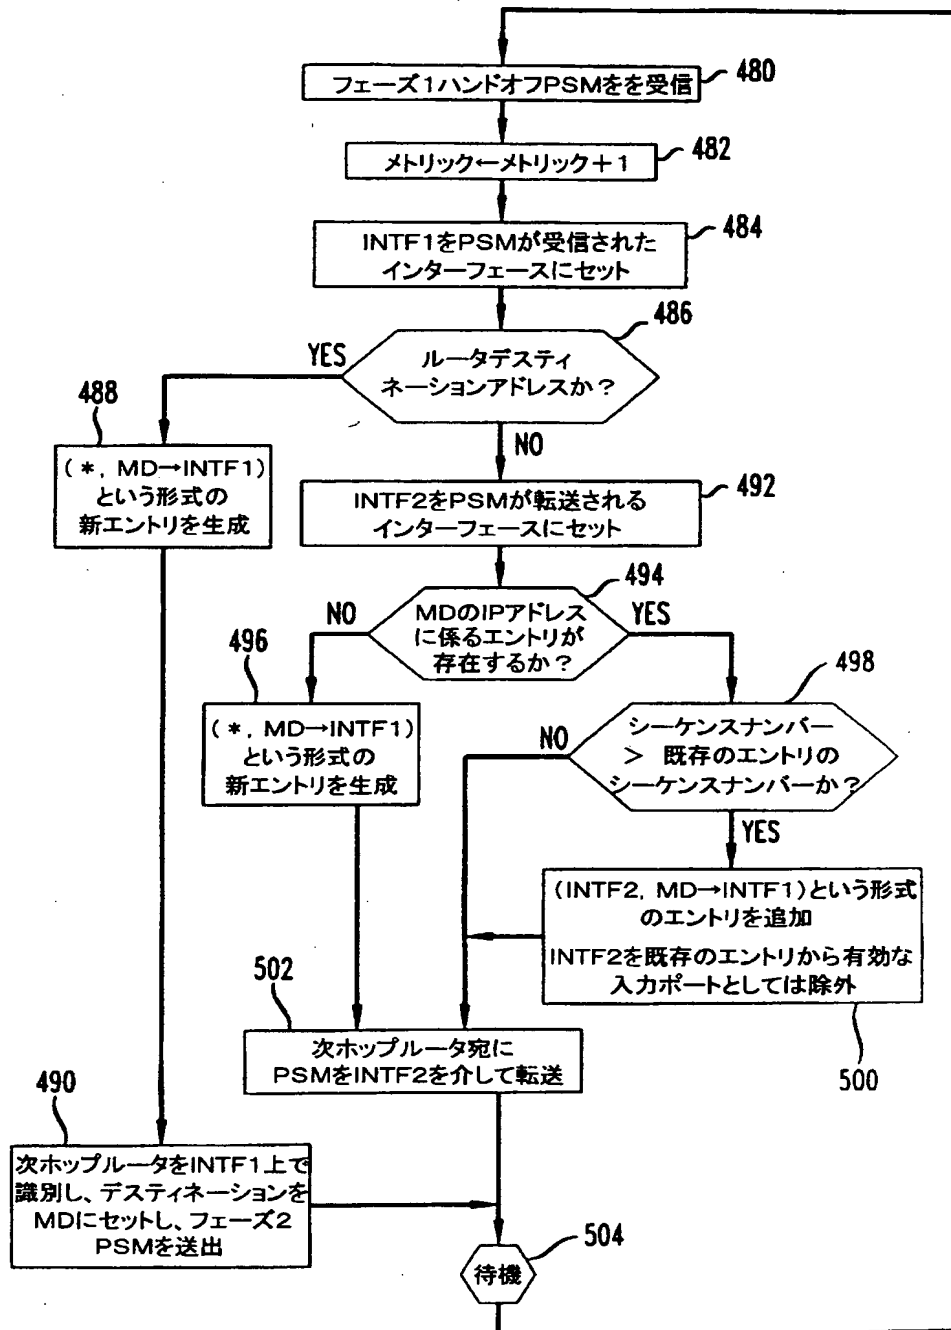 フェーズ1ハンドオフPSMをを受信
480
メトリック←メトリック+1
482
INTF1をPSMが受信された
インターフェースにセット
484
ルータデスティ
ネーションアドレスか?
486
YES
NO
488
(*, MD→INTF1)
という形式の
新エントリを生成
INTF2をPSMが転送される
インターフェースにセット
492
MDのIPアドレス
に係るエントリが
存在するか?
494
NO
YES
496
(*, MD→INTF1)
という形式の
新エントリを生成
シーケンスナンバー
> 既存のエントリの
シーケンスナンバーか?
498
NO
YES
(INTF2, MD→INTF1)という形式
のエントリを追加
INTF2を既存のエントリから有効な
入力ポートとしては除外
500
502
次ホップルータ宛に
PSMをINTF2を介して転送
490
次ホップルータをINTF1上で
識別し、デスティネーションを
MDにセットし、フェーズ2
PSMを送出
待機
504